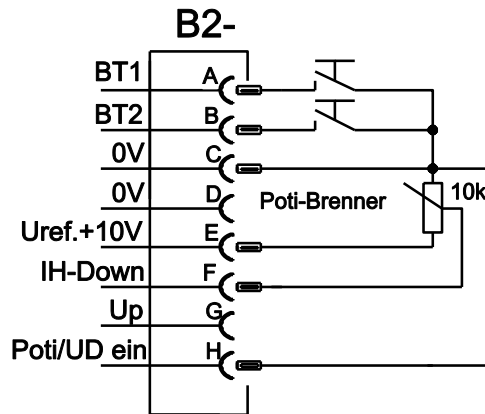 B2-
BT1 A
BT2 B
0V C
0V D Poti-Brenner 10k
Uref.+10V E
IH-Down F
Up G
Poti/UD ein H